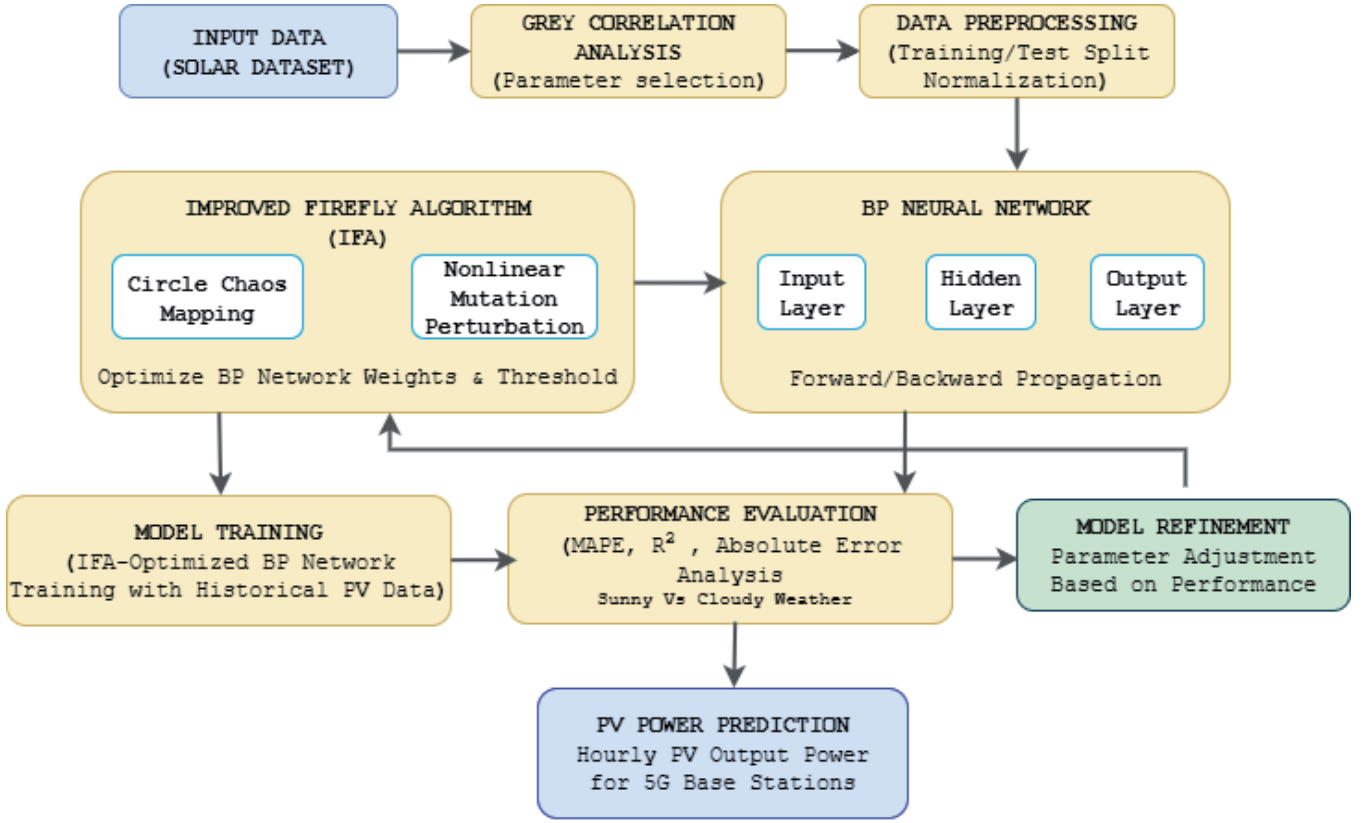 INPUT DATA
(SOLAR DATASET)
GREY CORRELATION
ANALYSIS
(Parameter selection)
DATA PREPROCESSING
(Training/Test Split
Normalization)
IMPROVED FIREFLY ALGORITHM
(IFA)
Circle Chaos
Mapping
Nonlinear
Mutation
Perturbation
Optimize BP Network Weights & Threshold
BP NEURAL NETWORK
Input
Layer
Hidden
Layer
Output
Layer
Forward/Backward Propagation
MODEL TRAINING
(IFA-Optimized BP Network
Training with Historical PV Data)
PERFORMANCE EVALUATION
(MAPE, R² , Absolute Error
Analysis
Sunny Vs Cloudy Weather
MODEL REFINEMENT
Parameter Adjustment
Based on Performance
PV POWER PREDICTION
Hourly PV Output Power
for 5G Base Stations